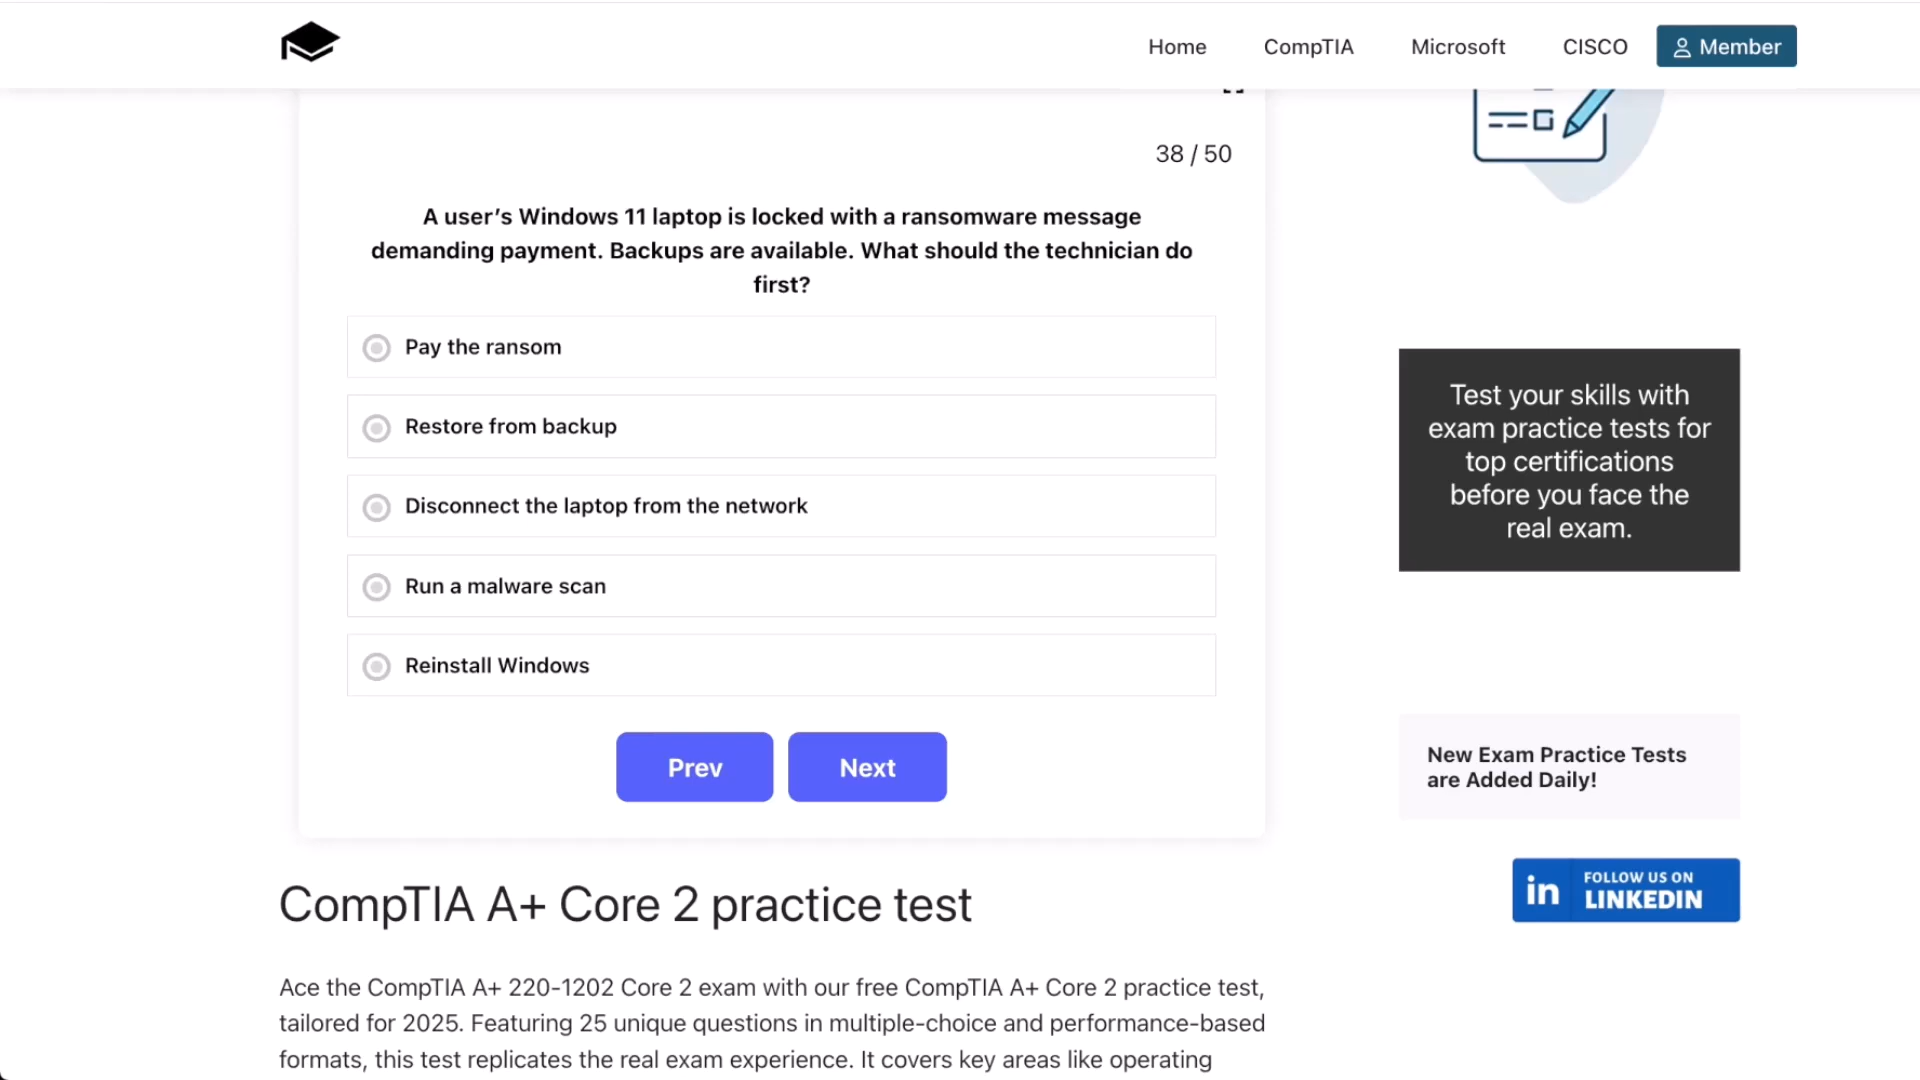 Home CompTIA Microsoft CISCO Member
38 / 50
A user’s Windows 11 laptop is locked with a ransomware message
demanding payment. Backups are available. What should the technician do
first?
Pay the ransom
Restore from backup
Disconnect the laptop from the network
Run a malware scan
Reinstall Windows
Prev Next
Test your skills with
exam practice tests for
top certifications
before you face the
real exam.
New Exam Practice Tests
are Added Daily!
in FOLLOW US ON
LINKEDIN
CompTIA A+ Core 2 practice test
Ace the CompTIA A+ 220-1202 Core 2 exam with our free CompTIA A+ Core 2 practice test,
tailored for 2025. Featuring 25 unique questions in multiple-choice and performance-based
formats, this test replicates the real exam experience. It covers key areas like operating